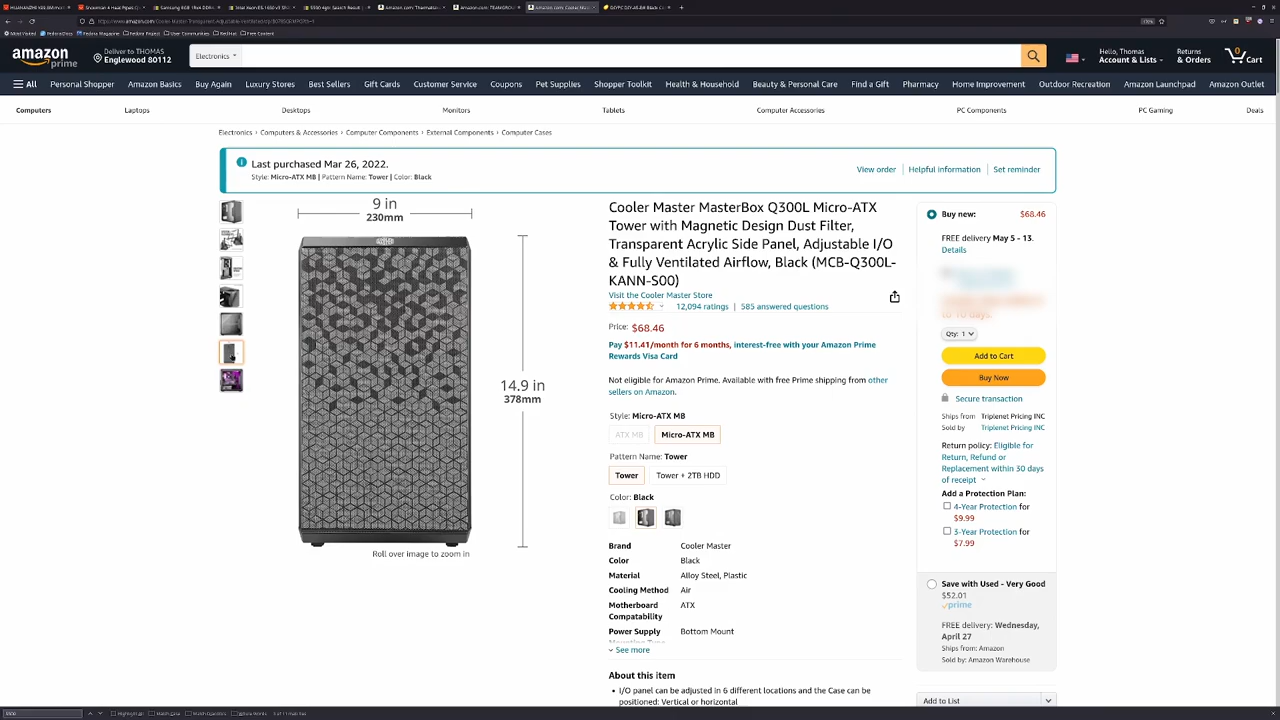 Deliver to THOMAS
Englewood 80112
amazon
prime
Electronics
Hello, Thomas
Account & Lists
Returns
& Orders
0
Cart
All
Personal Shopper
Amazon Basics
Buy Again
Luxury Stores
Best Sellers
Gift Cards
Customer Service
Coupons
Pet Supplies
Shopper Toolkit
Health & Household
Beauty & Personal Care
Find a Gift
Pharmacy
Home Improvement
Outdoor Recreation
Amazon Launchpad
Amazon Outlet
Computers
Laptops
Desktops
Monitors
Tablets
Computer Accessories
PC Components
PC Gaming
Deals
Electronics › Computers & Accessories › Computer Components › External Components › Computer Cases
Last purchased Mar 26, 2022.
Style: Micro-ATX MB | Pattern Name: Tower | Color: Black
View order
Helpful information
Set reminder
9 in
230mm
14.9 in
378mm
Roll over image to zoom in
Cooler Master MasterBox Q300L Micro-ATX
Tower with Magnetic Design Dust Filter,
Transparent Acrylic Side Panel, Adjustable I/O
& Fully Ventilated Airflow, Black (MCB-Q300L-
KANN-S00)
Visit the Cooler Master Store
12,094 ratings | 585 answered questions
Price: $68.46
Pay $11.41/month for 6 months, interest-free with your Amazon Prime
Rewards Visa Card
Not eligible for Amazon Prime. Available with free Prime shipping from other
sellers on Amazon.
Style: Micro-ATX MB
ATX MB
Micro-ATX MB
Pattern Name: Tower
Tower
Tower + 2TB HDD
Color: Black
Brand Cooler Master
Color Black
Material Alloy Steel, Plastic
Cooling Method Air
Motherboard ATX
Compatability
Power Supply Bottom Mount
Mounting Type
See more
About this item
• I/O panel can be adjusted in 6 different locations and the Case can be
positioned: Vertical or horizontal
Buy new: $68.46
FREE delivery May 5 - 13.
Details
to 10 days.
Qty: 1
Add to Cart
Buy Now
Secure transaction
Ships from Triplenet Pricing INC
Sold by Triplenet Pricing INC
Return policy: Eligible for
Return, Refund or
Replacement within 30 days
of receipt
Add a Protection Plan:
4-Year Protection for
$9.99
3-Year Protection for
$7.99
Save with Used - Very Good
$52.01
prime
FREE delivery: Wednesday,
April 27
Ships from: Amazon
Sold by: Amazon Warehouse
Add to List